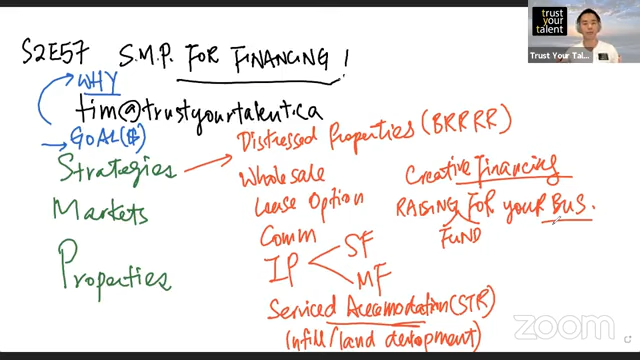 S2E57 S.M.P. FOR FINANCING!
WHY
tim@trustyourtalent.ca
GOAL($)
Strategies
Markets
Properties
Distressed Properties (BRRRR)
Wholesale
Lease Option
Comm
IP
SF
MF
Serviced Accomodation (STR)
(nfill/land development)
Creative Financing
RAISING FOR YOUR BUS.
FUND
trust
your
talent
Trust Your Tal...
zoom